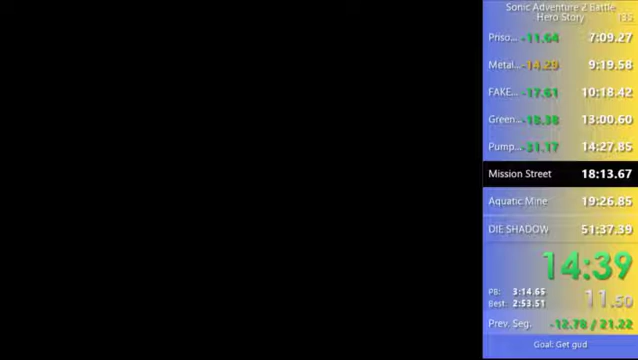 Sonic Adventure 2 Battle
Hero Story
135
Priso... -11.64 7:09.27
Metal... -14.29 9:19.58
FAKE... -17.61 10:18.42
Green... -18.38 13:00.60
Pump... -31.17 14:27.85
Mission Street 18:13.67
Aquatic Mine 19:26.85
DIE SHADOW 51:37.39
14:39
PB: 3:14.65
Best: 2:53.51
11.50
Prev. Seg. -12.78 / 21.22
Goal: Get gud